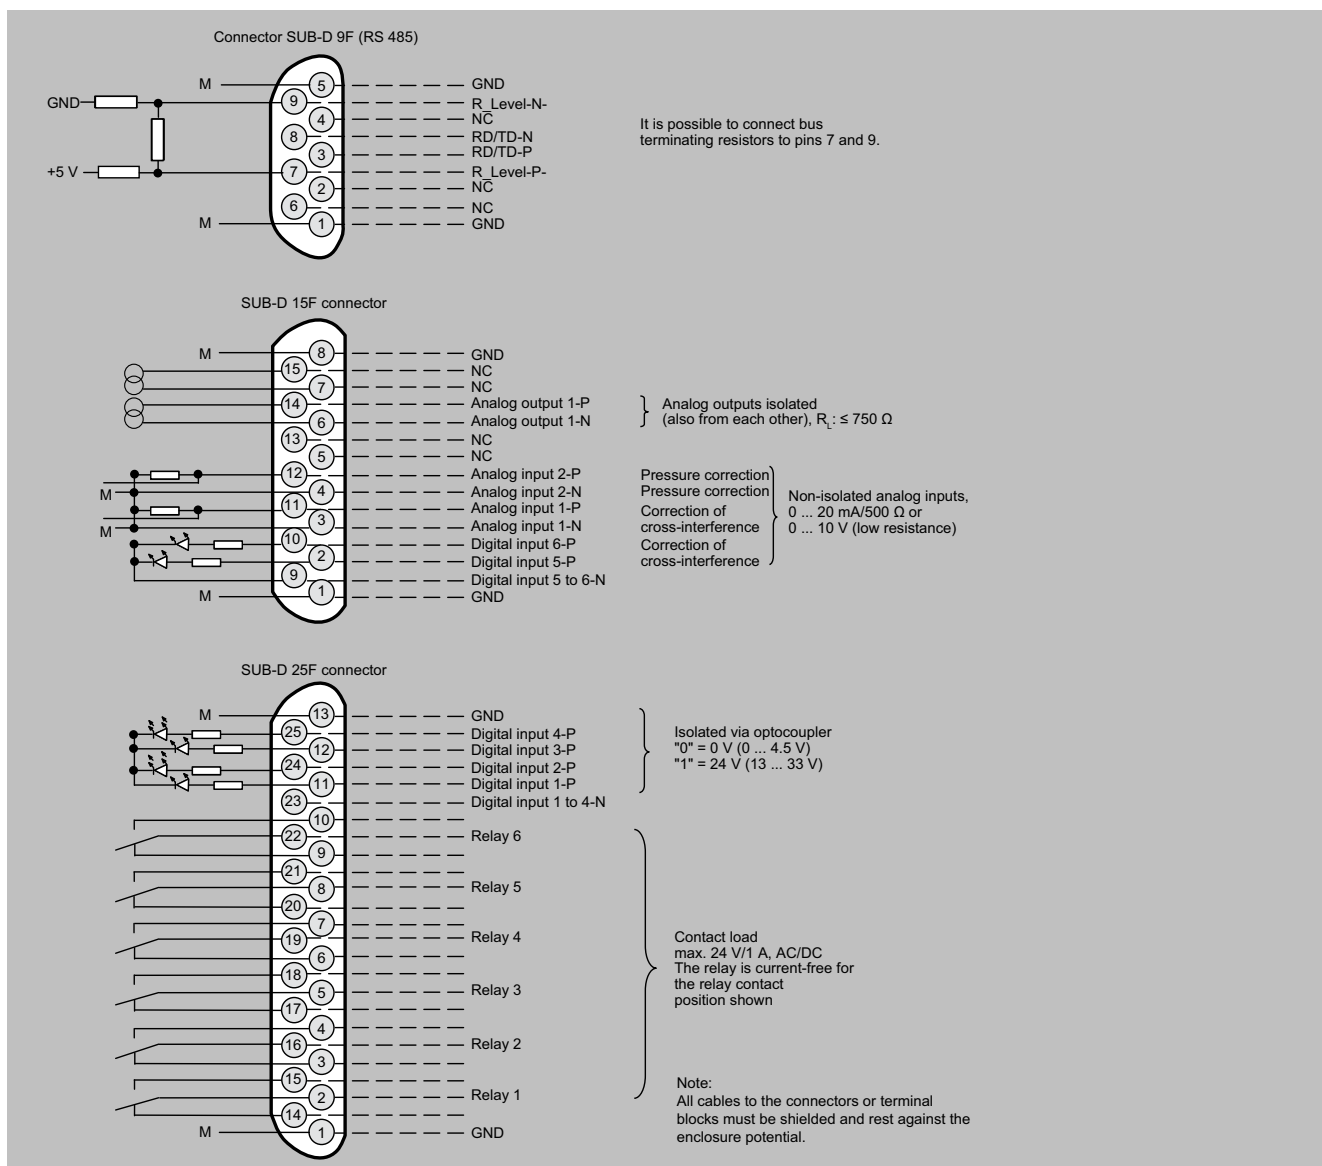 Connector SUB-D 9F (RS 485)
M 5 GND
GND 9 R_Level-N-
4 NC
8 RD/TD-N
3 RD/TD-P
+5 V 7 R_Level-P-
2 NC
6 NC
M 1 GND
It is possible to connect bus
terminating resistors to pins 7 and 9.
SUB-D 15F connector
M 8 GND
15 NC
7 NC
14 Analog output 1-P
6 Analog output 1-N
13 NC
5 NC
12 Analog input 2-P
M 4 Analog input 2-N
11 Analog input 1-P
M 3 Analog input 1-N
10 Digital input 6-P
2 Digital input 5-P
9 Digital input 5 to 6-N
M 1 GND
Analog outputs isolated
(also from each other), RL: ≤ 750 Ω
Pressure correction
Pressure correction
Correction of
cross-interference
Correction of
cross-interference
Non-isolated analog inputs,
0 ... 20 mA/500 Ω or
0 ... 10 V (low resistance)
SUB-D 25F connector
M 13 GND
25 Digital input 4-P
12 Digital input 3-P
24 Digital input 2-P
11 Digital input 1-P
23 Digital input 1 to 4-N
10
22 Relay 6
9
21
8 Relay 5
20
7
19 Relay 4
6
18
5 Relay 3
17
4
16 Relay 2
3
15
2 Relay 1
14
M 1 GND
Isolated via optocoupler
"0" = 0 V (0 ... 4.5 V)
"1" = 24 V (13 ... 33 V)
Contact load
max. 24 V/1 A, AC/DC
The relay is current-free for
the relay contact
position shown
Note:
All cables to the connectors or terminal
blocks must be shielded and rest against the
enclosure potential.